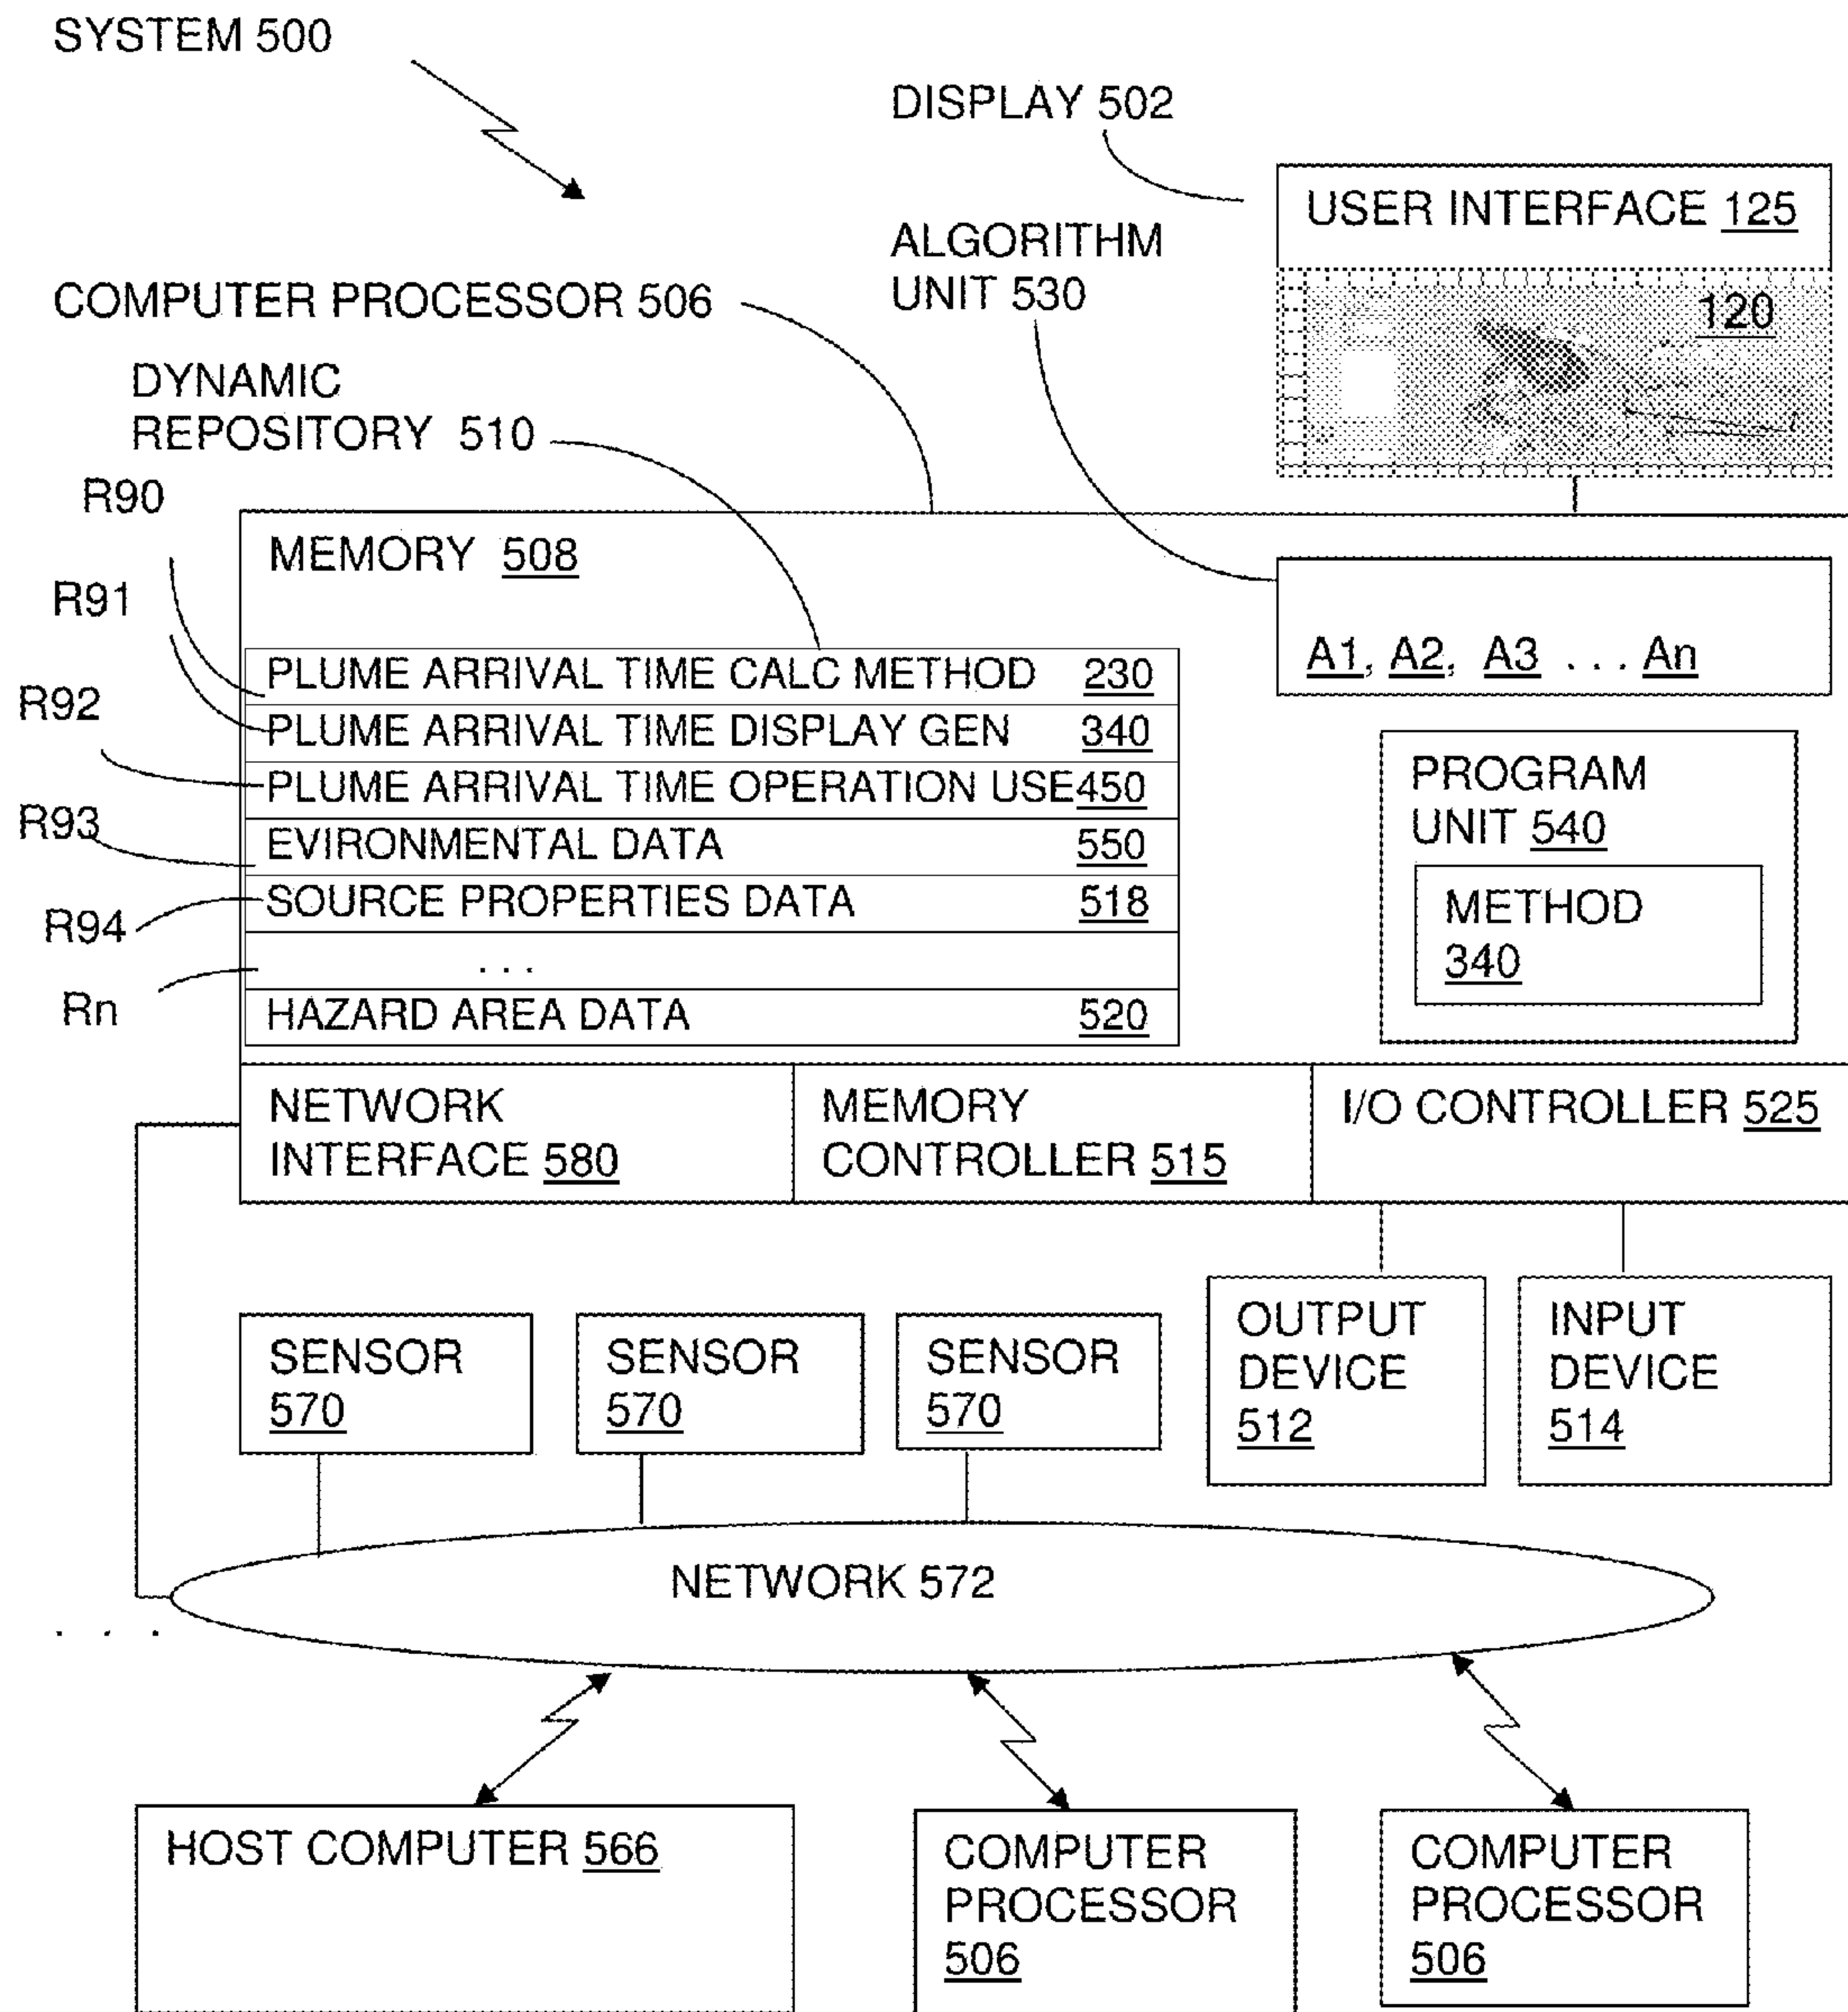 SYSTEM 500
DISPLAY 502
USER INTERFACE 125
120
ALGORITHM
UNIT 530
COMPUTER PROCESSOR 506
DYNAMIC
REPOSITORY 510
R90
R91
R92
R93
R94
Rn
MEMORY 508
A1, A2, A3 . . . An
PLUME ARRIVAL TIME CALC METHOD 230
PLUME ARRIVAL TIME DISPLAY GEN 340
PLUME ARRIVAL TIME OPERATION USE 450
EVIRONMENTAL DATA 550
SOURCE PROPERTIES DATA 518
. . .
HAZARD AREA DATA 520
PROGRAM
UNIT 540
METHOD
340
NETWORK
INTERFACE 580
MEMORY
CONTROLLER 515
I/O CONTROLLER 525
SENSOR
570
SENSOR
570
SENSOR
570
OUTPUT
DEVICE
512
INPUT
DEVICE
514
NETWORK 572
. . .
HOST COMPUTER 566
COMPUTER
PROCESSOR
506
COMPUTER
PROCESSOR
506